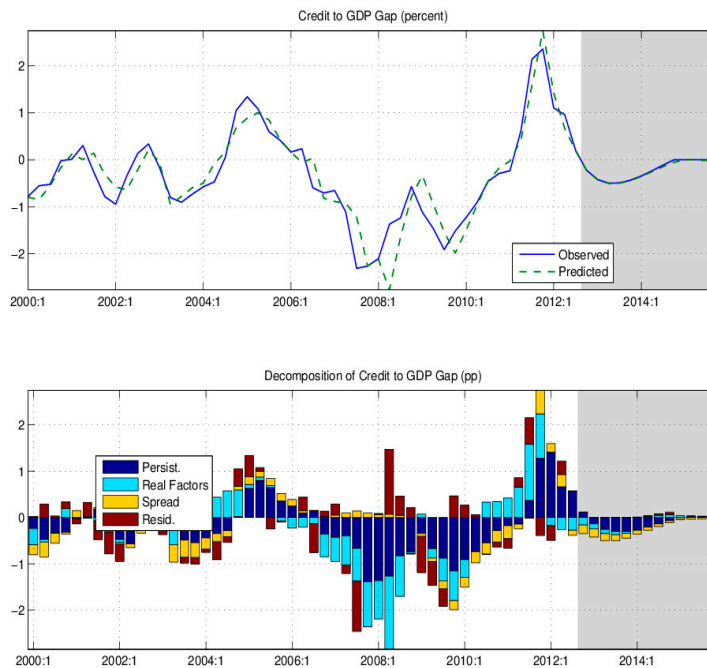 Credit to GDP Gap (percent)
2
1
0
−1
−2
Observed
Predicted
2000:1 2002:1 2004:1 2006:1 2008:1 2010:1 2012:1 2014:1
Decomposition of Credit to GDP Gap (pp)
2
1
0
−1
−2
Persist.
Real Factors
Spread
Resid.
2000:1 2002:1 2004:1 2006:1 2008:1 2010:1 2012:1 2014:1